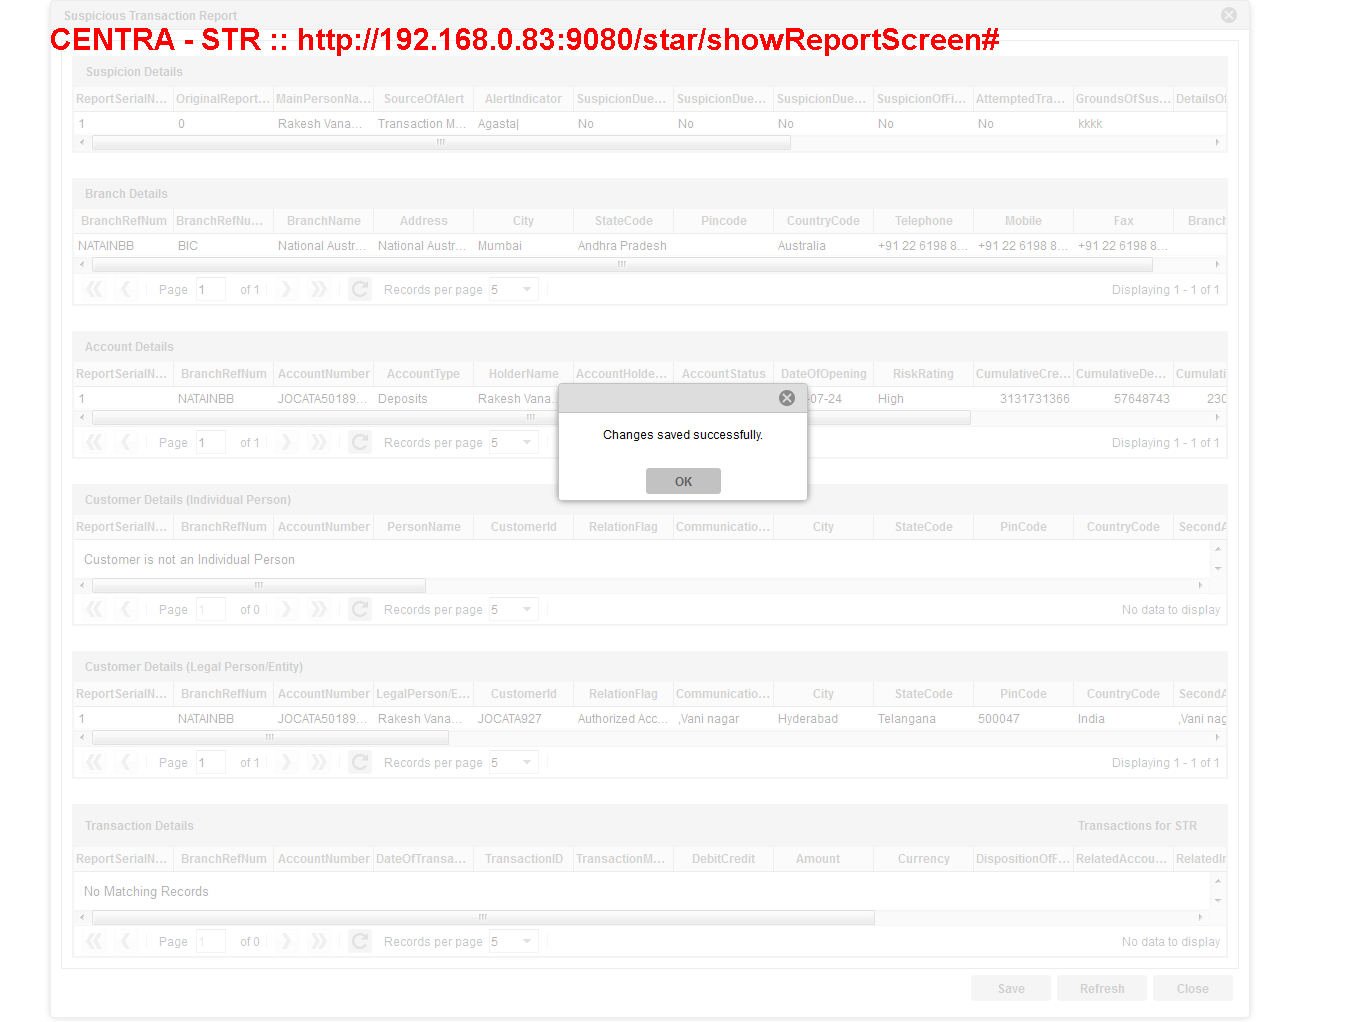 Suspicious Transaction Report
CENTRA - STR :: http://192.168.0.83:9080/star/showReportScreen#
Suspicion Details
ReportSerialN... OriginalReport... MainPersonNa... SourceOfAlert AlertIndicator SuspicionDue... SuspicionDue... SuspicionDue... SuspicionOfFi... AttemptedTra... GroundsOfSus... DetailsOf
1 0 Rakesh Vana... Transaction M... Agasta| No No No No No kkkk
Branch Details
BranchRefNum BranchRefNu... BranchName Address City StateCode Pincode CountryCode Telephone Mobile Fax Branch
NATAINBB BIC National Austr... National Austr... Mumbai Andhra Pradesh Australia +91 22 6198 8... +91 22 6198 8... +91 22 6198 8...
Page 1 of 1 Records per page 5 Displaying 1 - 1 of 1
Account Details
ReportSerialN... BranchRefNum AccountNumber AccountType HolderName AccountHolde... AccountStatus DateOfOpening RiskRating CumulativeCre... CumulativeDe... Cumulati
1 NATAINBB JOCATA50189... Deposits Rakesh Vana... -07-24 High 3131731366 57648743 230
Page 1 of 1 Records per page 5 Displaying 1 - 1 of 1
Changes saved successfully.
OK
Customer Details (Individual Person)
ReportSerialN... BranchRefNum AccountNumber PersonName CustomerId RelationFlag Communicatio... City StateCode PinCode CountryCode SecondA
Customer is not an Individual Person
Page 1 of 0 Records per page 5 No data to display
Customer Details (Legal Person/Entity)
ReportSerialN... BranchRefNum AccountNumber LegalPerson/E... CustomerId RelationFlag Communicatio... City StateCode PinCode CountryCode SecondA
1 NATAINBB JOCATA50189... Rakesh Vana... JOCATA927 Authorized Acc... ,Vani nagar Hyderabad Telangana 500047 India ,Vani nag
Page 1 of 1 Records per page 5 Displaying 1 - 1 of 1
Transaction Details Transactions for STR
ReportSerialN... BranchRefNum AccountNumber DateOfTransa... TransactionID TransactionM... DebitCredit Amount Currency DispositionOfF... RelatedAccou... RelatedIn
No Matching Records
Page 1 of 0 Records per page 5 No data to display
Save Refresh Close